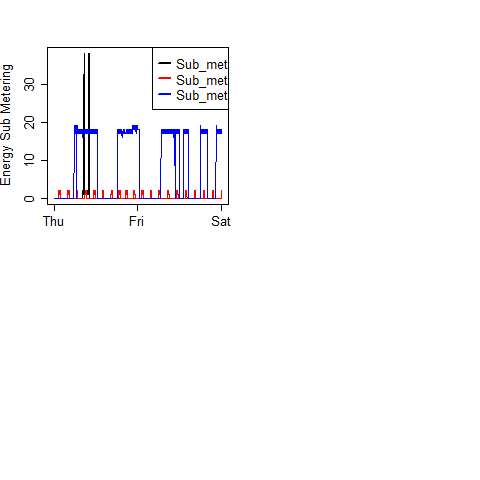 Energy Sub Metering
30
20
10
0
Sub_met
Sub_met
Sub_met
Thu Fri Sat